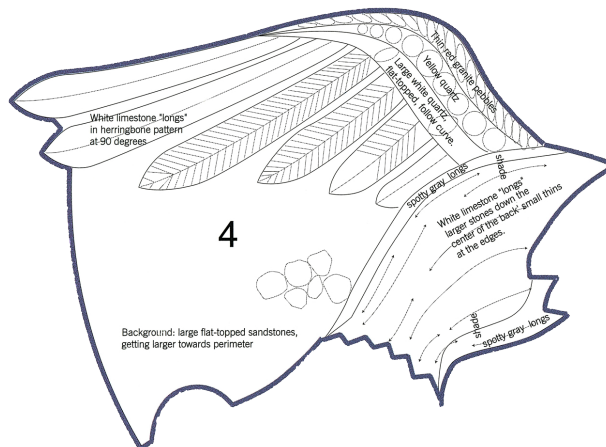 Thin red granite pebbles
Yellow quartz
Large white quartz,
flat-topped, follow curve.
White limestone "longs"
in herringbone pattern
at 90 degrees
shade
spotty gray longs
White limestone "longs"
larger stones down the
center of the back' small thins
at the edges.
4
Background: large flat-topped sandstones,
getting larger towards perimeter
shade
spotty gray longs